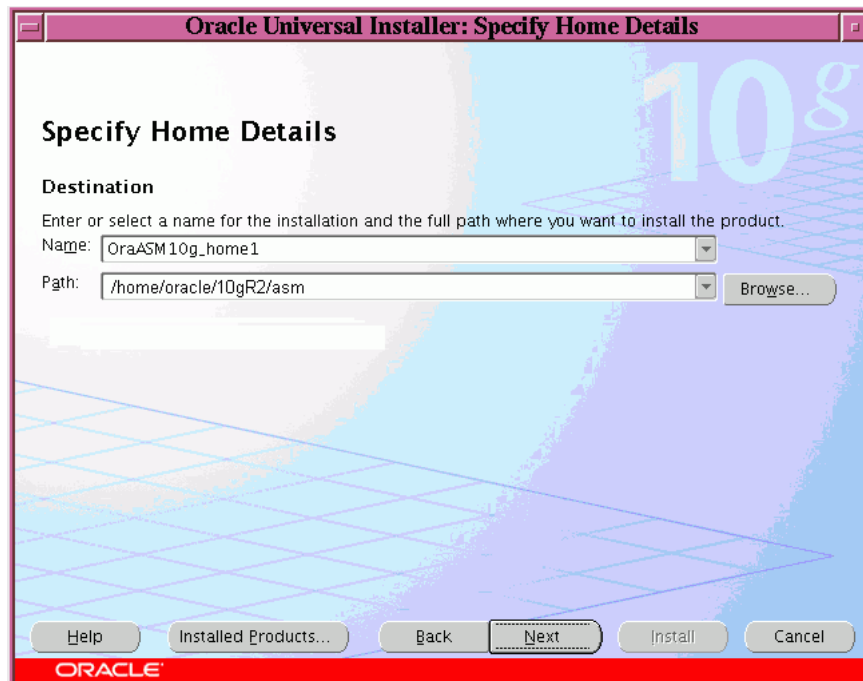 Oracle Universal Installer: Specify Home Details
10g
Specify Home Details
Destination
Enter or select a name for the installation and the full path where you want to install the product.
Name: OraASM10g_home1
Path: /home/oracle/10gR2/asm Browse...
Help Installed Products... Back Next Install Cancel
ORACLE